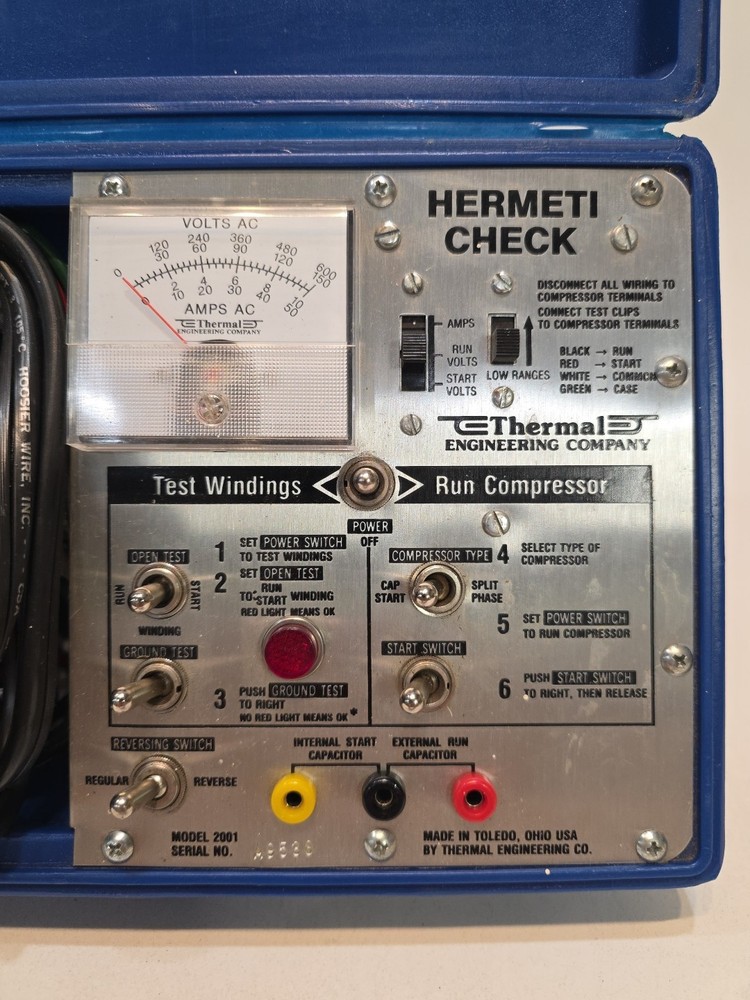 HERMETI
CHECK
VOLTS AC
120 240 360 480 600
0 30 60 90 120 150
0 2 4 6 8 10
10 20 30 40 50
AMPS AC
Thermal
ENGINEERING COMPANY
DISCONNECT ALL WIRING TO
COMPRESSOR TERMINALS
CONNECT TEST CLIPS
TO COMPRESSOR TERMINALS
AMPS
RUN
VOLTS
START
VOLTS
LOW RANGES
BLACK → RUN
RED → START
WHITE → COMMON
GREEN → CASE
Thermal
ENGINEERING COMPANY
105°C HOOSIER WIRE, INC. - - - CSA
Test Windings Run Compressor
POWER
OFF
OPEN TEST
RUN
START
WINDING
1 SET POWER SWITCH
TO TEST WINDINGS
2 SET OPEN TEST
RUN
TO: START WINDING
RED LIGHT MEANS OK
GROUND TEST
3 PUSH GROUND TEST
TO RIGHT
NO RED LIGHT MEANS OK*
COMPRESSOR TYPE
CAP
START
SPLIT
PHASE
4 SELECT TYPE OF
COMPRESSOR
5 SET POWER SWITCH
TO RUN COMPRESSOR
START SWITCH
6 PUSH START SWITCH
TO RIGHT, THEN RELEASE
REVERSING SWITCH
REGULAR REVERSE
INTERNAL START
CAPACITOR
EXTERNAL RUN
CAPACITOR
MODEL 2001
SERIAL NO. A9538
MADE IN TOLEDO, OHIO USA
BY THERMAL ENGINEERING CO.